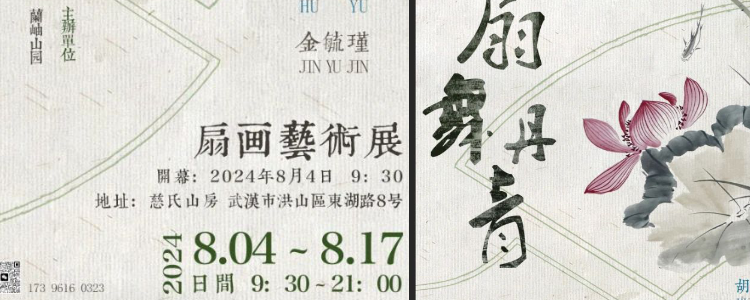 主辦單位
蘭岫山园
HU YU
金毓瑾
JIN YU JIN
扇画藝術展
開幕: 2024年8月4日 9: 30
地址: 慈氏山房 武漢市洪山區東湖路8号
2024
8.04 ~ 8.17
日間 9: 30 ~ 21: 00
173 9616 0323
扇
舞
丹
青
胡